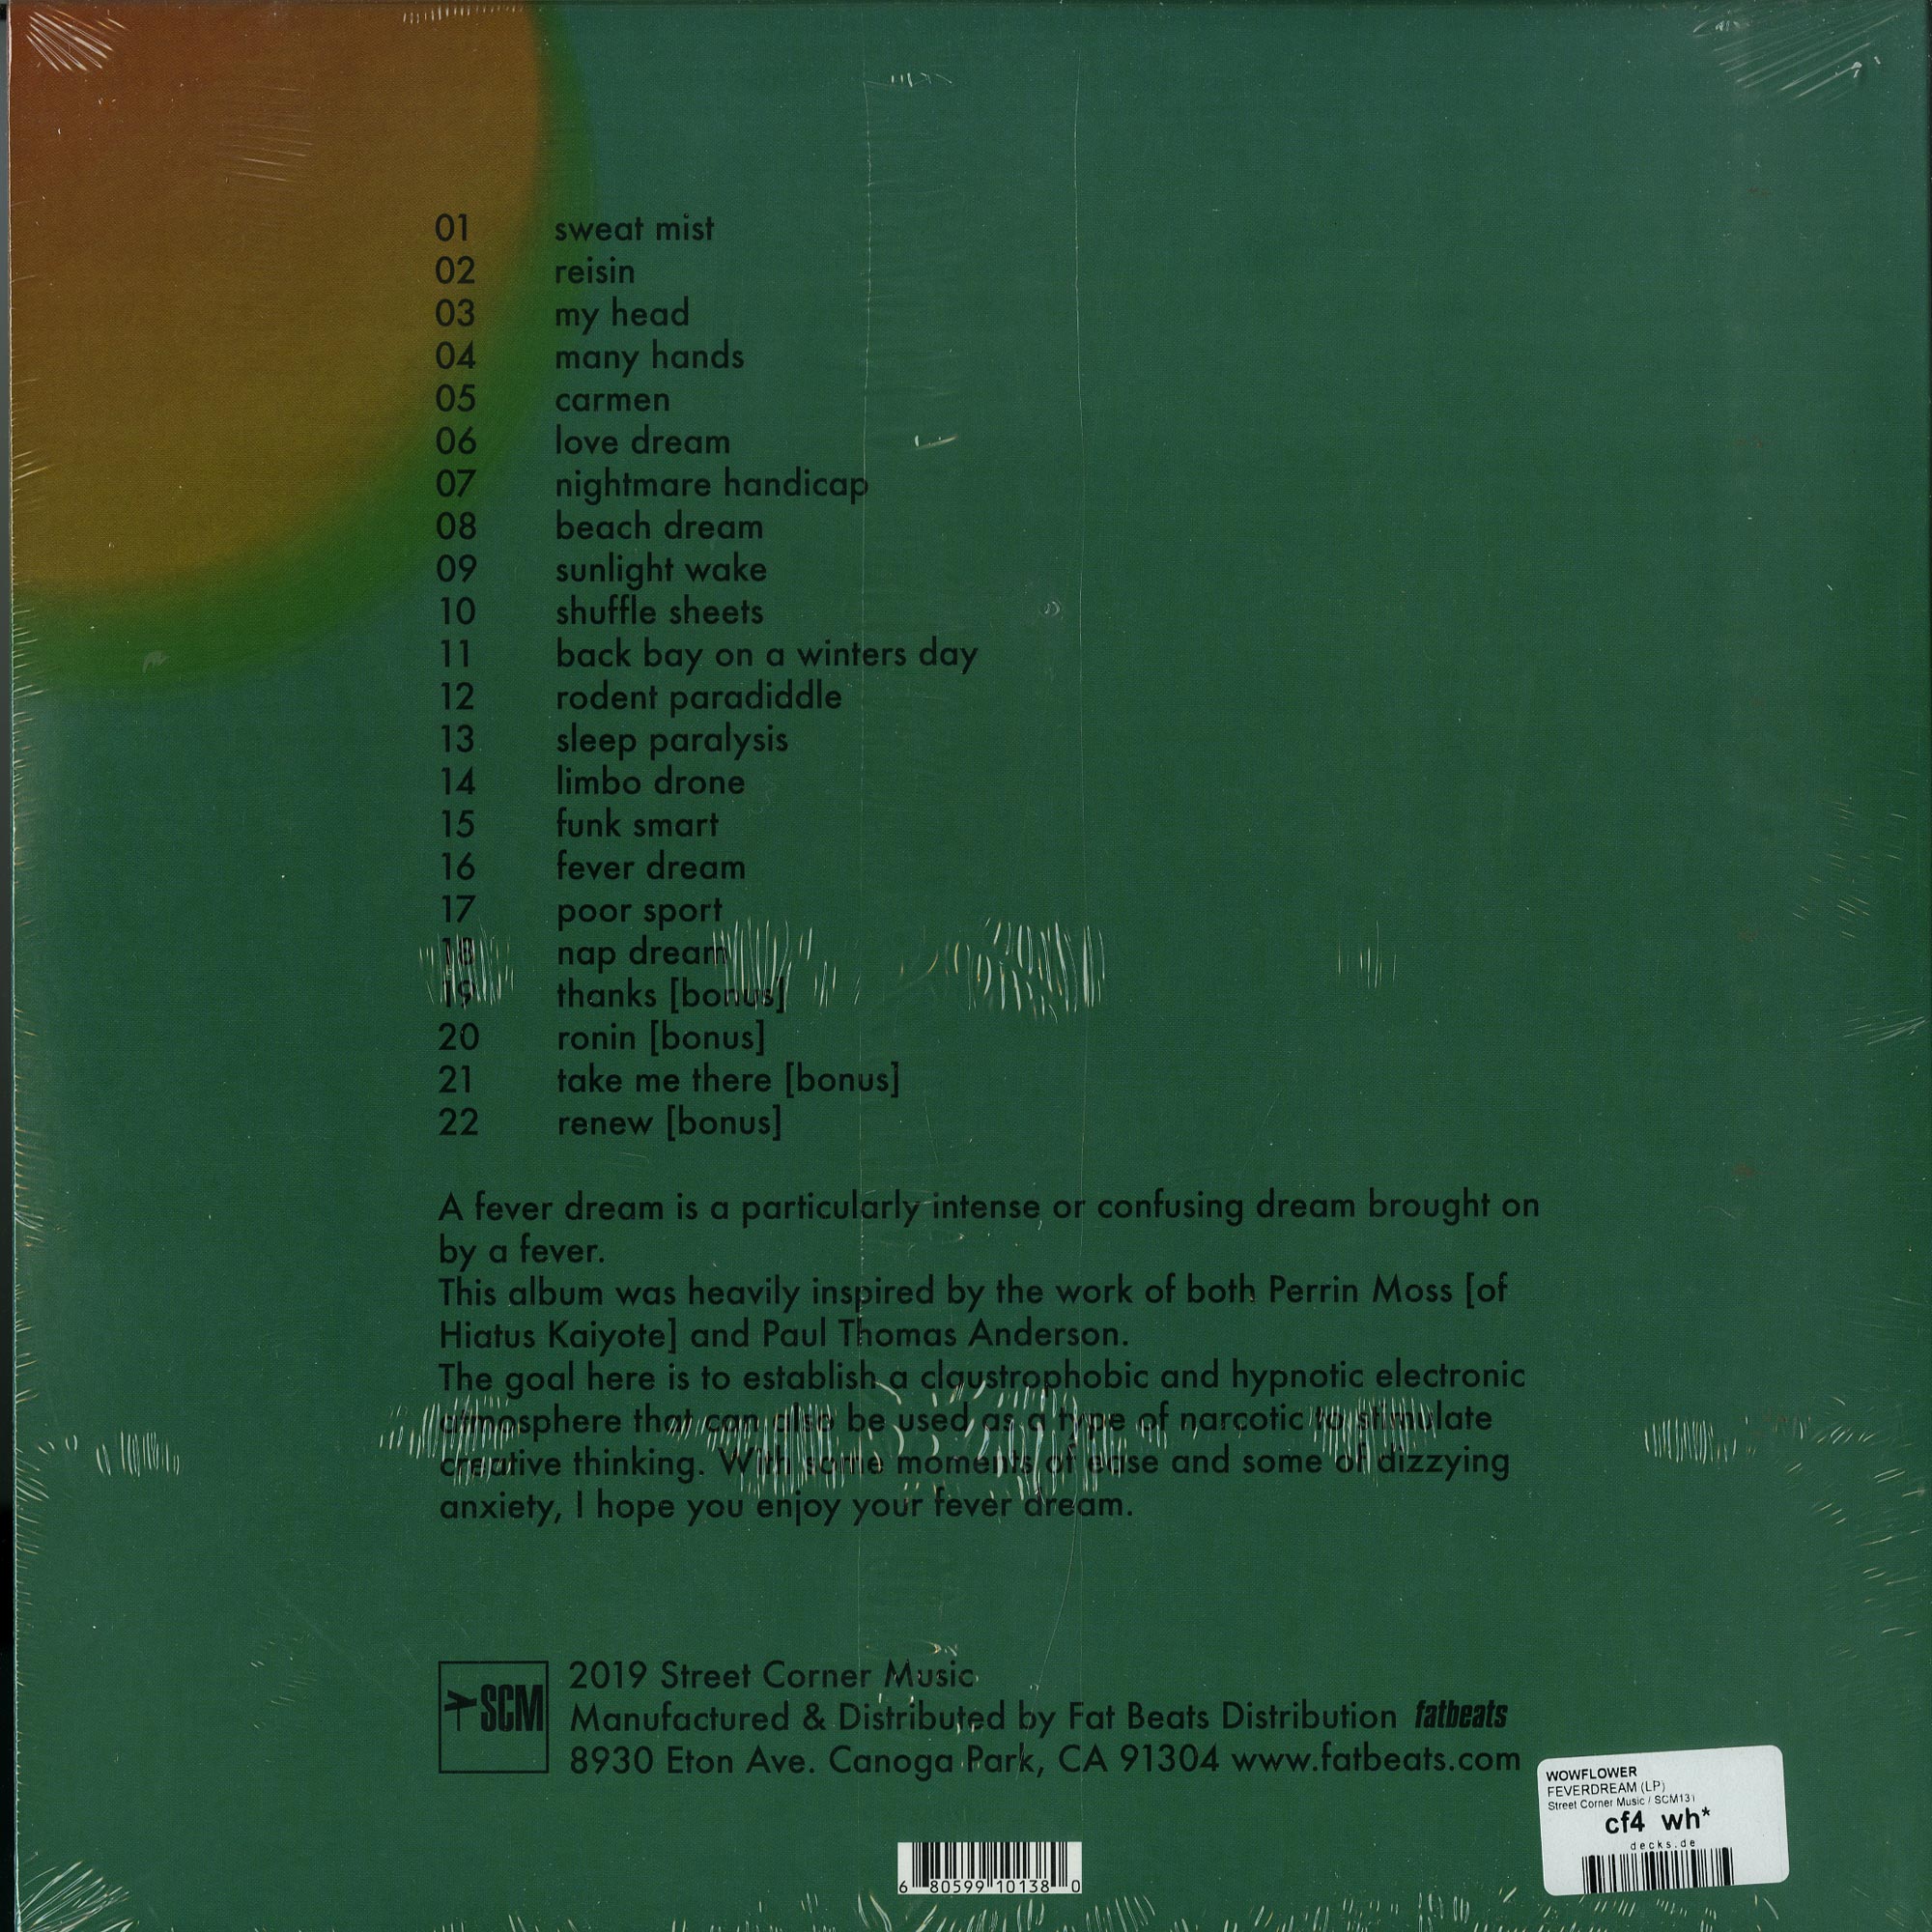 01 sweat mist
02 reisin
03 my head
04 many hands
05 carmen
06 love dream
07 nightmare handicap
08 beach dream
09 sunlight wake
10 shuffle sheets
11 back bay on a winters day
12 rodent paradiddle
13 sleep paralysis
14 limbo drone
15 funk smart
16 fever dream
17 poor sport
18 nap dream
19 thanks [bonus]
20 ronin [bonus]
21 take me there [bonus]
22 renew [bonus]
A fever dream is a particularly intense or confusing dream brought on
by a fever.
This album was heavily inspired by the work of both Perrin Moss [of
Hiatus Kaiyote] and Paul Thomas Anderson.
The goal here is to establish a claustrophobic and hypnotic electronic
atmosphere that can also be used as a type of narcotic to stimulate
creative thinking. With some moments of ease and some of dizzying
anxiety, I hope you enjoy your fever dream.
SCM
2019 Street Corner Music
Manufactured & Distributed by Fat Beats Distribution fatbeats
8930 Eton Ave. Canoga Park, CA 91304 www.fatbeats.com
WOWFLOWER
FEVERDREAM (LP)
Street Corner Music /
cf4 wh*
decks.de
6 80599 10138 0